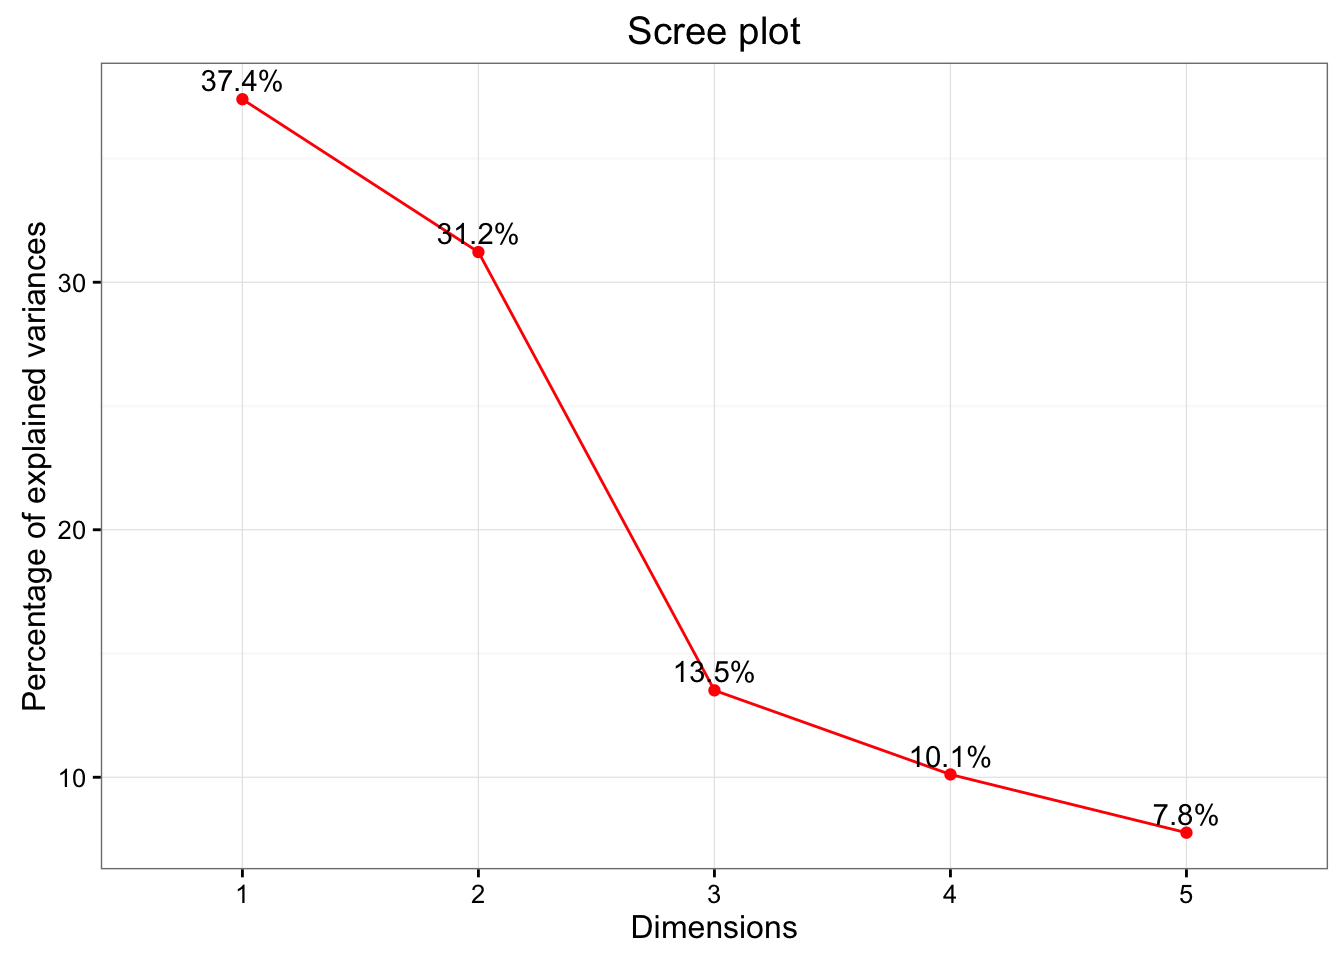 Scree plot
37.4%
31.2%
13.5%
10.1%
7.8%
Percentage of explained variances
30
20
10
1 2 3 4 5
Dimensions